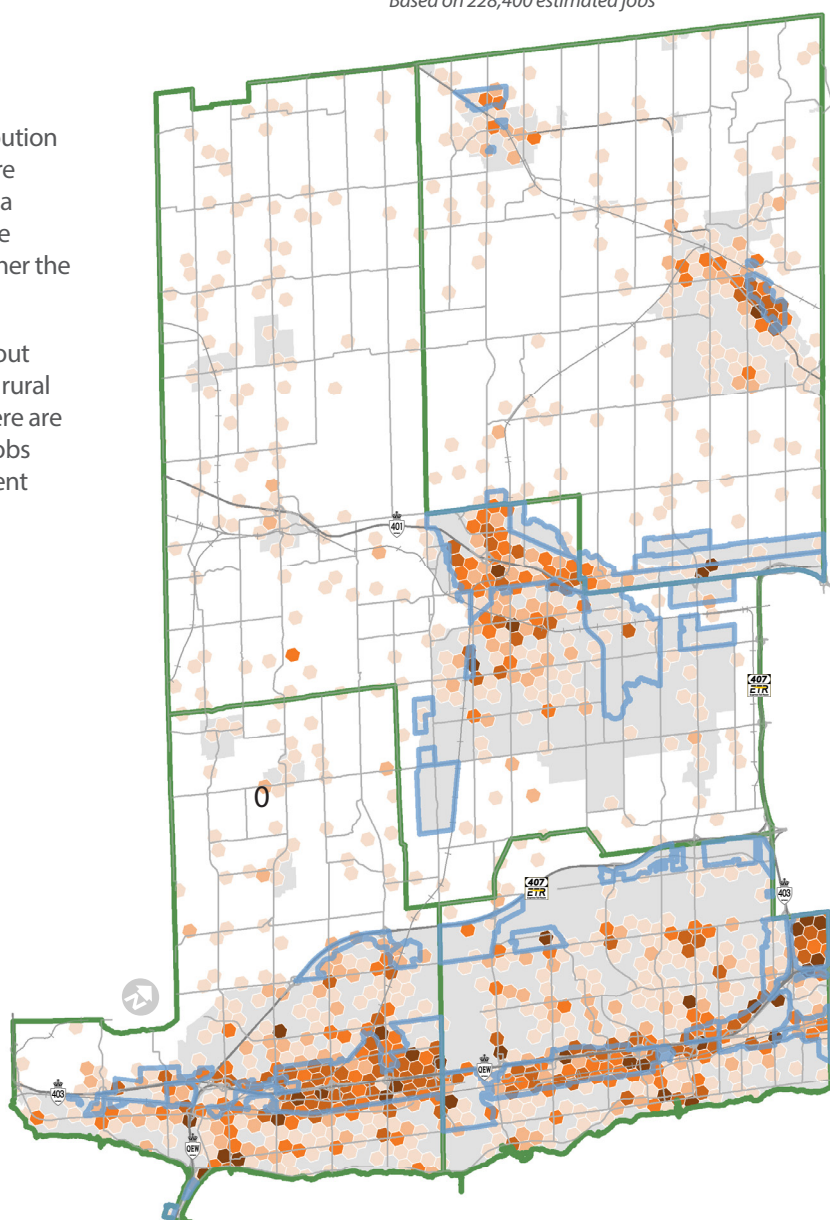 Based on 228,400 estimated jobs
ution
re
a
e
her the
out
rural
ere are
obs
ent
401
407
ETR
0
407
ETR
403
QEW
403
QEW